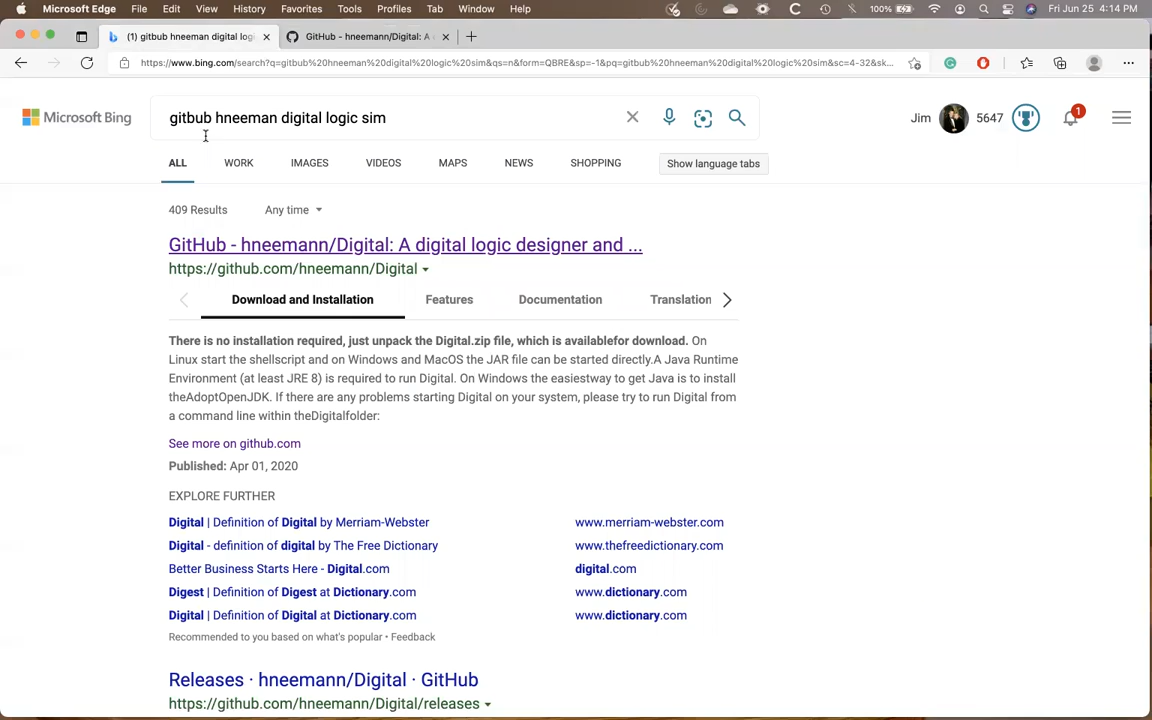 Microsoft Edge File Edit View History Favorites Tools Profiles Tab Window Help 100% Fri Jun 25 4:14 PM
(1) gitbub hneeman digital logi GitHub - hneemann/Digital: A d
https://www.bing.com/search?q=gitbub%20hneeman%20digital%20logic%20sim&qs=n&form=QBRE&sp=-1&pq=gitbub%20hneeman%20digital%20logic%20sim&sc=4-32&sk...
Microsoft Bing gitbub hneeman digital logic sim Jim 5647 1
ALL WORK IMAGES VIDEOS MAPS NEWS SHOPPING Show language tabs
409 Results Any time
GitHub - hneemann/Digital: A digital logic designer and ...
https://github.com/hneemann/Digital
Download and Installation Features Documentation Translation
There is no installation required, just unpack the Digital.zip file, which is availablefor download. On
Linux start the shellscript and on Windows and MacOS the JAR file can be started directly.A Java Runtime
Environment (at least JRE 8) is required to run Digital. On Windows the easiestway to get Java is to install
theAdoptOpenJDK. If there are any problems starting Digital on your system, please try to run Digital from
a command line within theDigitalfolder:
See more on github.com
Published: Apr 01, 2020
EXPLORE FURTHER
Digital | Definition of Digital by Merriam-Webster www.merriam-webster.com
Digital - definition of digital by The Free Dictionary www.thefreedictionary.com
Better Business Starts Here - Digital.com digital.com
Digest | Definition of Digest at Dictionary.com www.dictionary.com
Digital | Definition of Digital at Dictionary.com www.dictionary.com
Recommended to you based on what's popular • Feedback
Releases · hneemann/Digital · GitHub
https://github.com/hneemann/Digital/releases